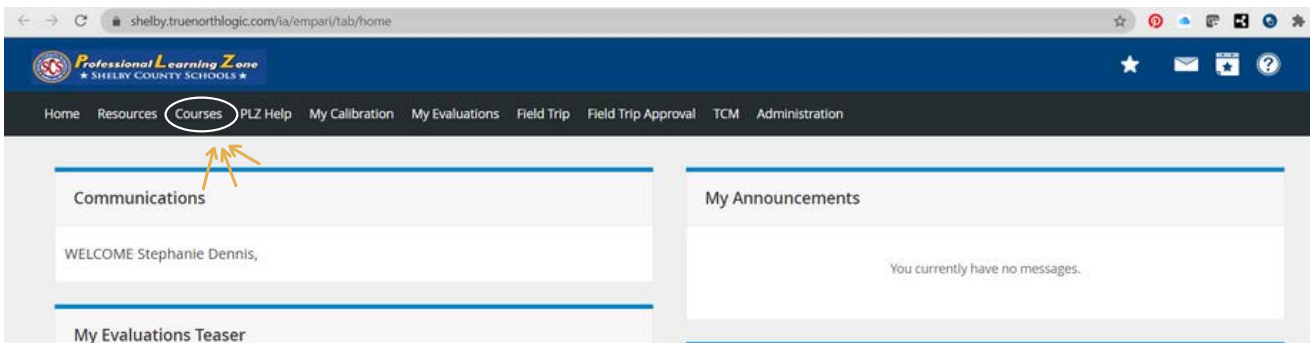 shelby.truenorthlogic.com/ia/empari/tab/home
SCS
Professional Learning Zone
★ SHELBY COUNTY SCHOOLS ★
Home Resources Courses PLZ Help My Calibration My Evaluations Field Trip Field Trip Approval TCM Administration
Communications
WELCOME Stephanie Dennis,
My Evaluations Teaser
My Announcements
You currently have no messages.